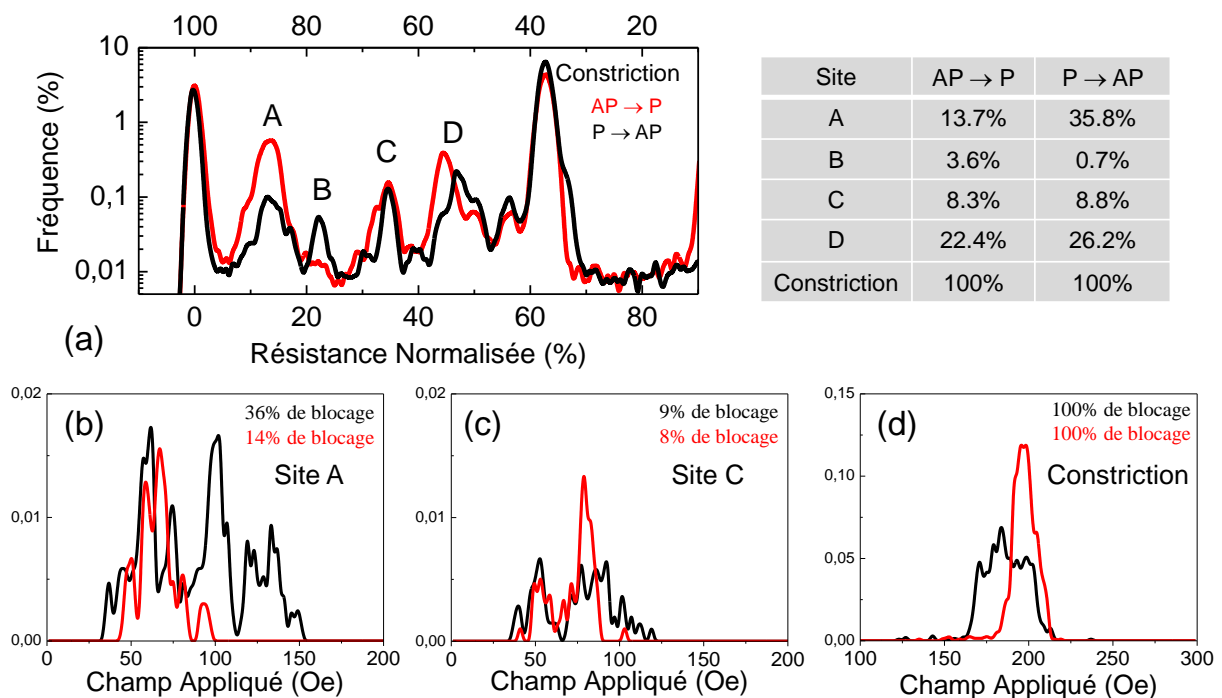 100 80 60 40 20
10
1
0,1
0,01
Fréquence (%)
Constriction
AP → P
P → AP
A
B
C
D
0 20 40 60 80
(a)
Résistance Normalisée (%)
Site AP → P P → AP
A 13.7% 35.8%
B 3.6% 0.7%
C 8.3% 8.8%
D 22.4% 26.2%
Constriction 100% 100%
0,02
0,01
0,00
(b)
36% de blocage
14% de blocage
Site A
0 50 100 150 200
Champ Appliqué (Oe)
0,02
0,01
0,00
(c)
9% de blocage
8% de blocage
Site C
0 50 100 150 200
Champ Appliqué (Oe)
0,15
0,10
0,05
0,00
(d)
100% de blocage
100% de blocage
Constriction
100 150 200 250 300
Champ Appliqué (Oe)